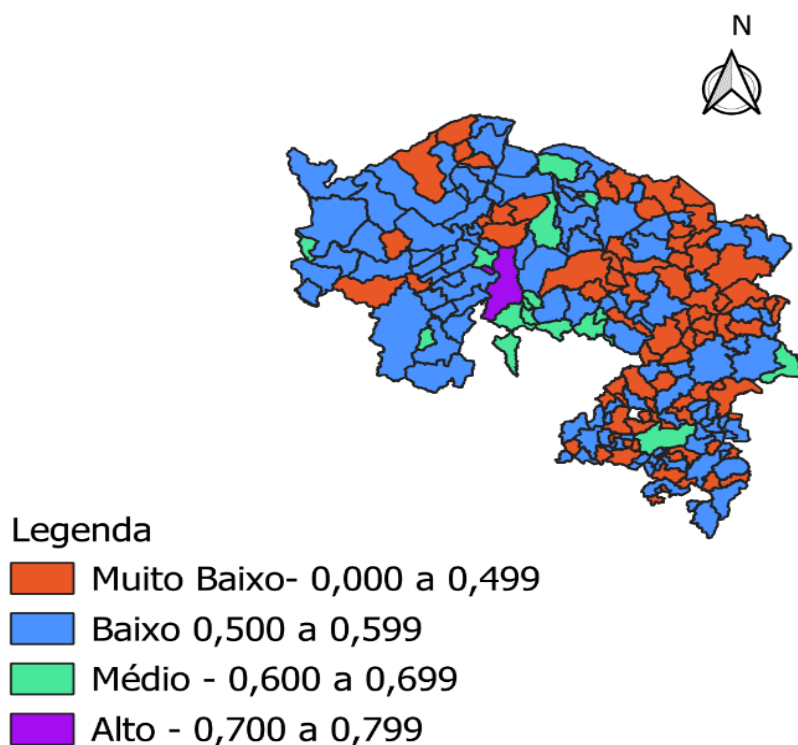 N
Legenda
Muito Baixo- 0,000 a 0,499
Baixo 0,500 a 0,599
Médio - 0,600 a 0,699
Alto - 0,700 a 0,799